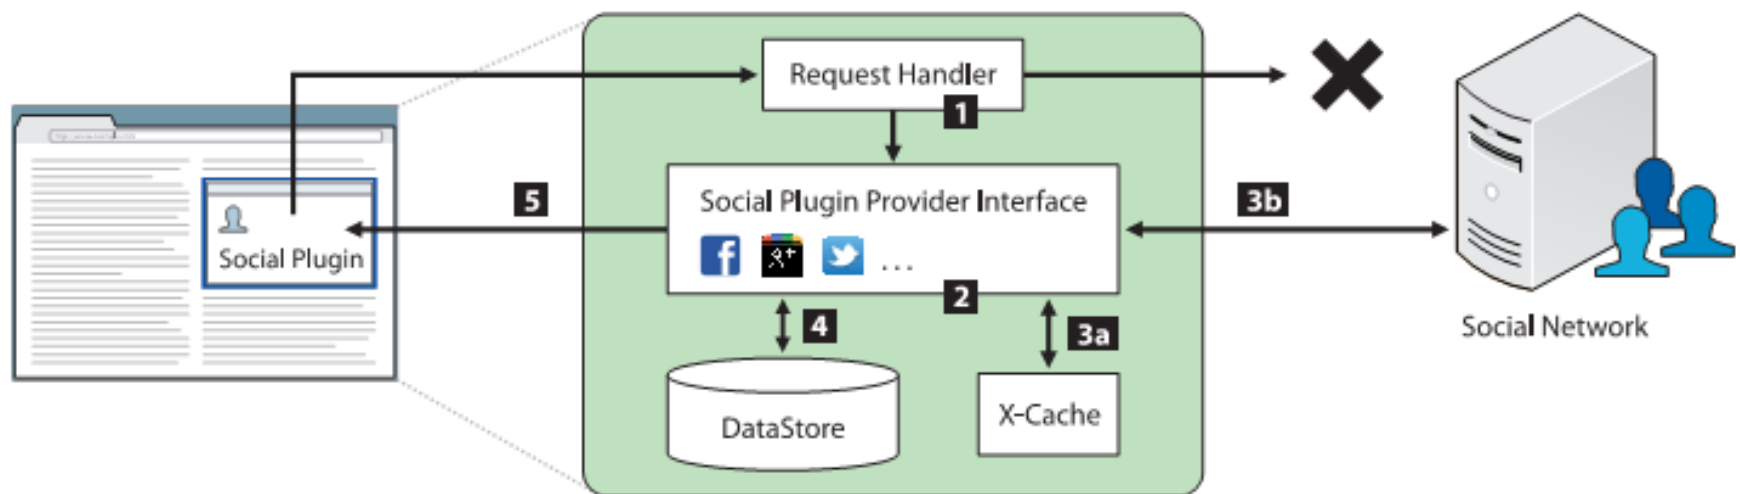 Request Handler
1
Social Plugin Provider Interface
f g+ ...
2
5
3b
Social Plugin
4
3a
DataStore
X-Cache
Social Network